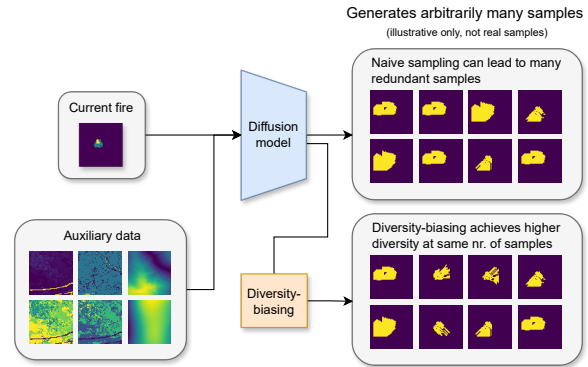 Generates arbitrarily many samples
(illustrative only, not real samples)
Naive sampling can lead to many
redundant samples
Current fire
Diffusion
model
Auxiliary data
Diversity-
biasing
Diversity-biasing achieves higher
diversity at same nr. of samples